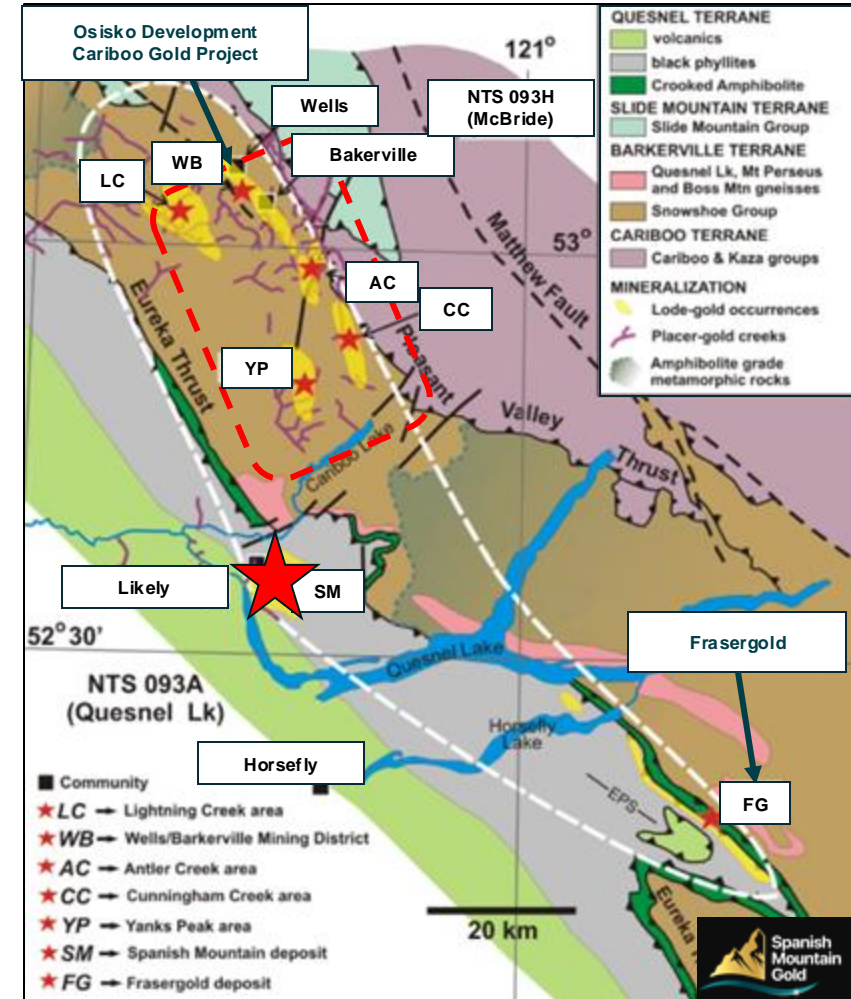 Osisko Development
Cariboo Gold Project
Wells
Bakerville
WB
LC
AC
CC
YP
121°
NTS 093H
(McBride)
53°
Matthew Fault
Eureka Thrust
Pleasant
Valley
Thrust
Cariboo Lake
Likely
SM
52° 30'
NTS 093A
(Quesnel Lk)
Quesnel Lake
Horsefly
Lake
Horsefly
Frasergold
FG
EPS
Eureka T
20 km
QUESNEL TERRANE
volcanics
black phyllites
Crooked Amphibolite
SLIDE MOUNTAIN TERRANE
Slide Mountain Group
BARKERVILLE TERRANE
Quesnel Lk, Mt Perseus
and Boss Mtn gneisses
Snowshoe Group
CARIBOO TERRANE
Cariboo & Kaza groups
MINERALIZATION
Lode-gold occurrences
Placer-gold creeks
Amphibolite grade
metamorphic rocks
Community
LC → Lightning Creek area
WB → Wells/Barkerville Mining District
AC → Antler Creek area
CC → Cunningham Creek area
YP → Yanks Peak area
SM → Spanish Mountain deposit
FG → Frasergold deposit
Spanish
Mountain
Gold